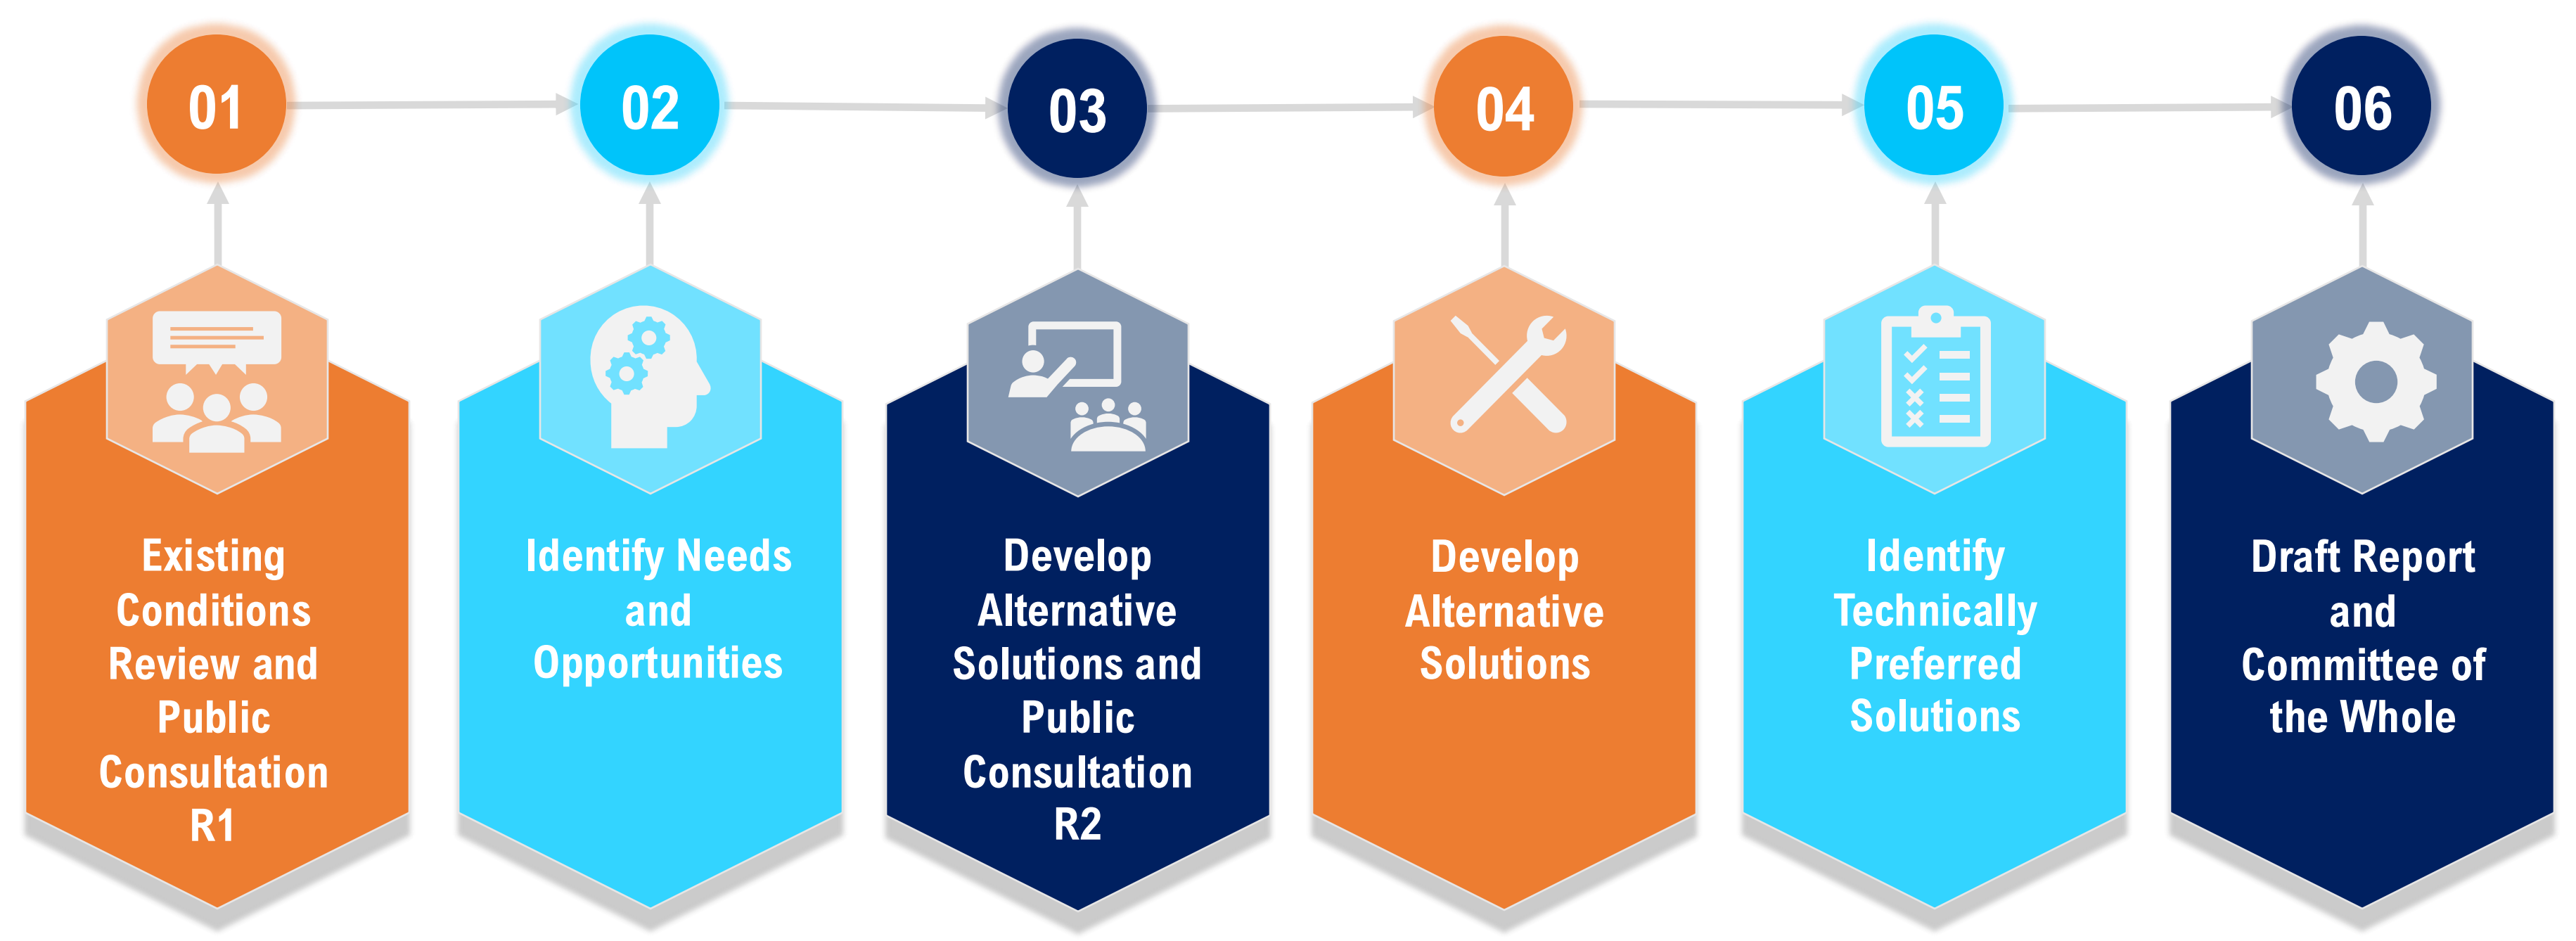 01
02
03
04
05
06
Existing
Conditions
Review and
Public
Consultation
R1
Identify Needs
and
Opportunities
Develop
Alternative
Solutions and
Public
Consultation
R2
Develop
Alternative
Solutions
Identify
Technically
Preferred
Solutions
Draft Report
and
Committee of
the Whole